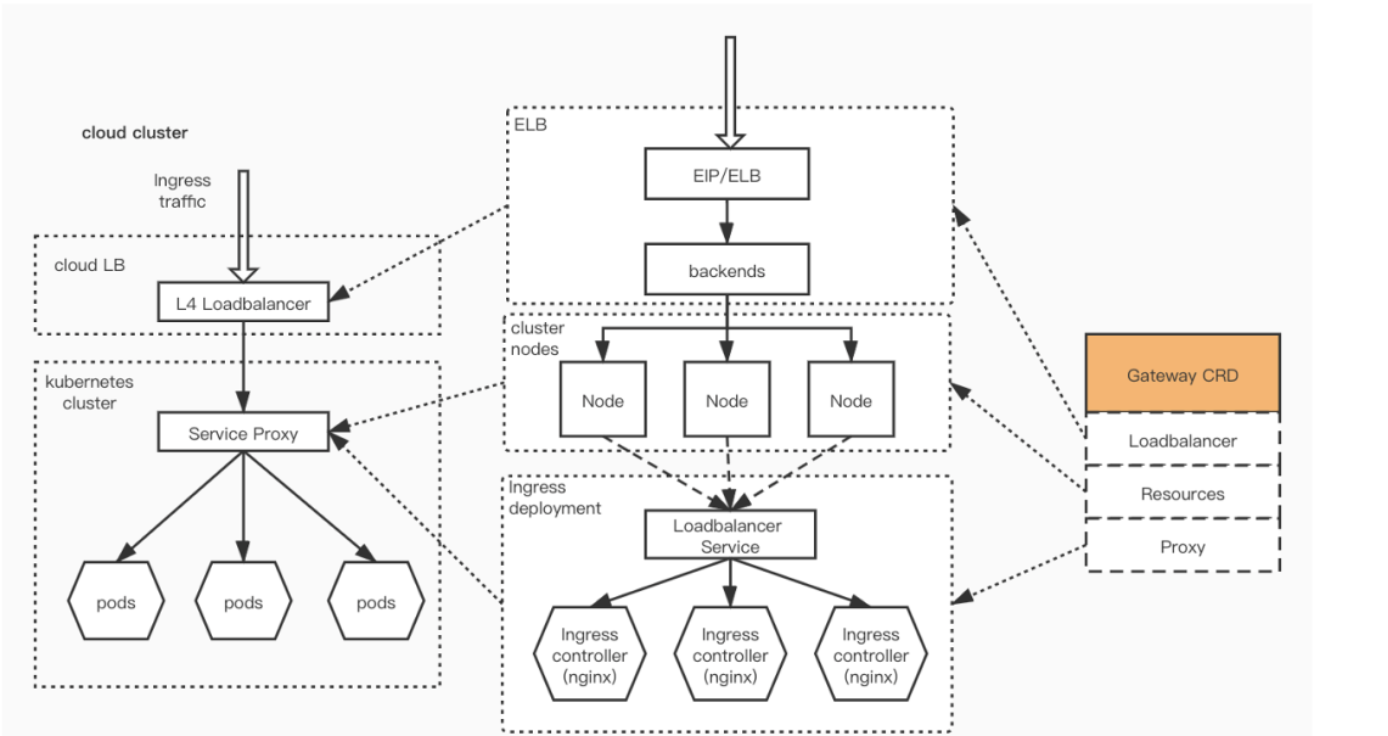 cloud cluster
Ingress
traffic
cloud LB
L4 Loadbalancer
kubernetes
cluster
Service Proxy
pods
pods
pods
ELB
EIP/ELB
backends
cluster
nodes
Node
Node
Node
Ingress
deployment
Loadbalancer
Service
Ingress
controller
(nginx)
Ingress
controller
(nginx)
Ingress
controller
(nginx)
Gateway CRD
Loadbalancer
Resources
Proxy